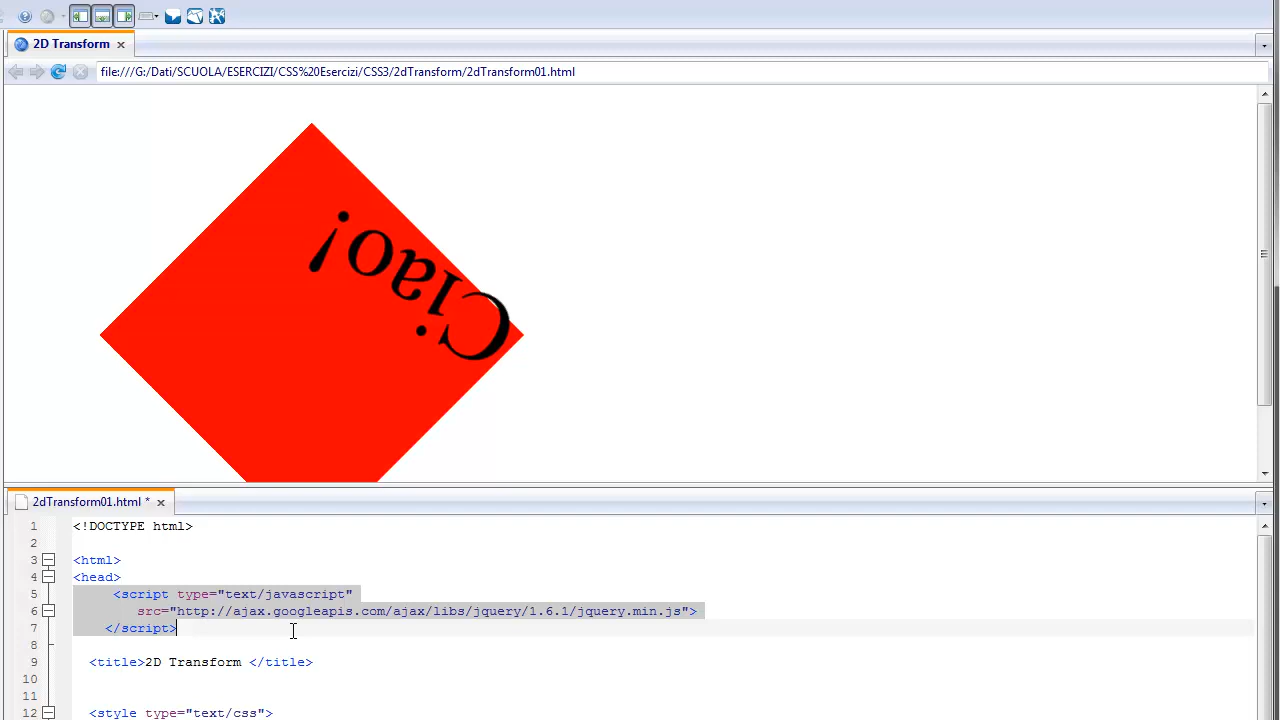 2D Transform
file:///G:/Dati/SCUOLA/ESERCIZI/CSS%20Esercizi/CSS3/2dTransform/2dTransform01.html
Ciao!
2dTransform01.html *
1 <!DOCTYPE html>
2
3 <html>
4 <head>
5 <script type="text/javascript"
6 src="http://ajax.googleapis.com/ajax/libs/jquery/1.6.1/jquery.min.js">
7 </script>
8
9 <title>2D Transform </title>
10
11
12 <style type="text/css">